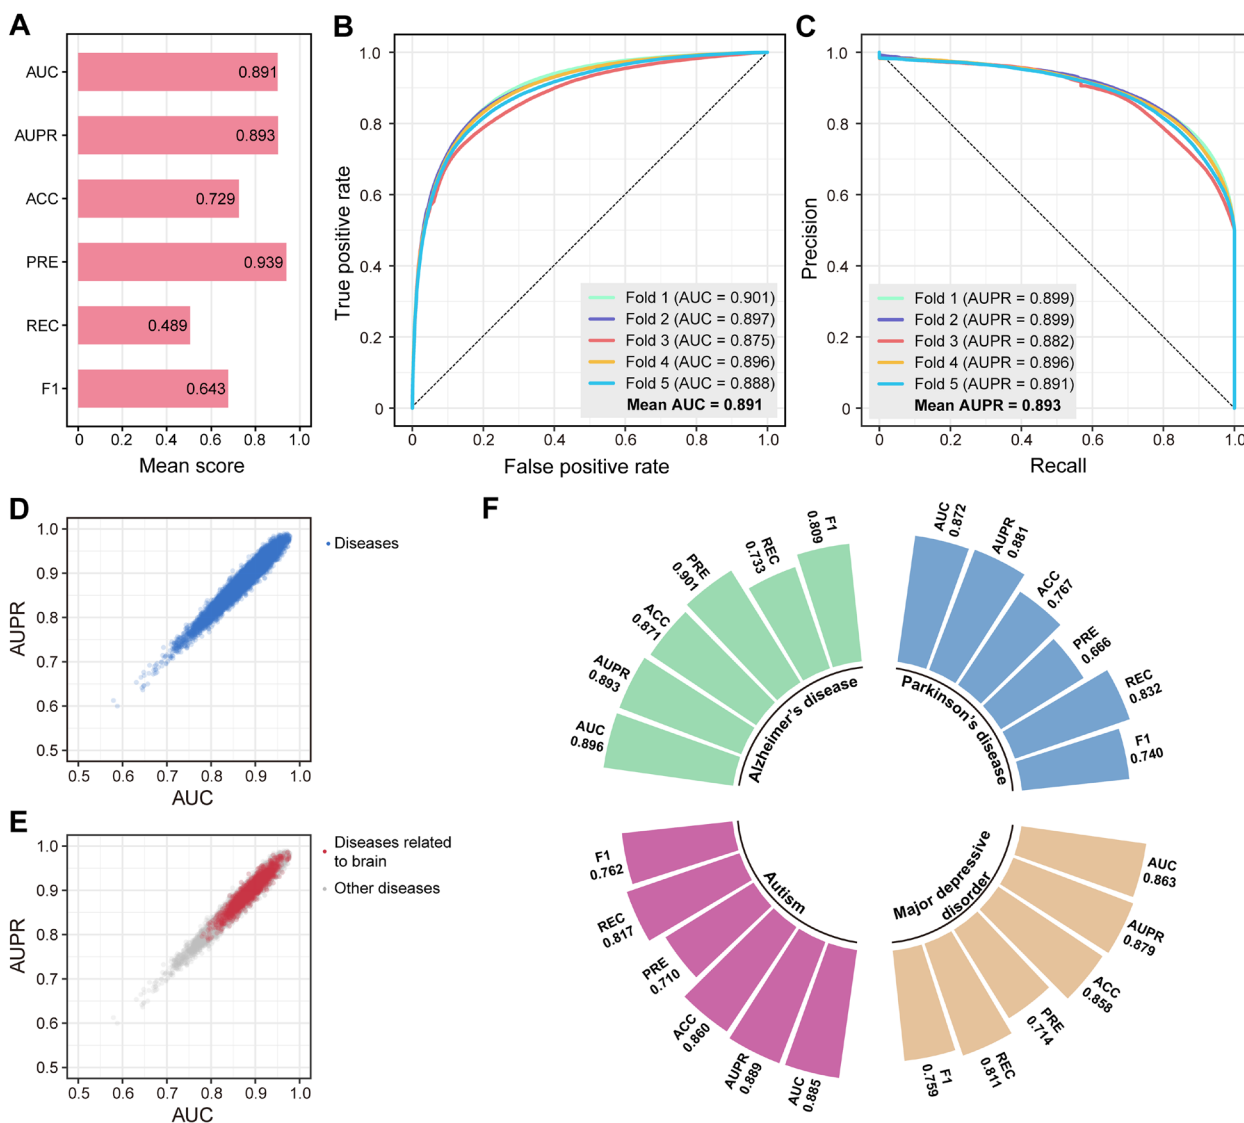 A
AUC
0.891
AUPR
0.893
ACC
0.729
PRE
0.939
REC
0.489
F1
0.643
0
0.2
0.4
0.6
0.8
1.0
Mean score
B
1.0
0.8
0.6
0.4
0.2
0
True positive rate
Fold 1 (AUC = 0.901)
Fold 2 (AUC = 0.897)
Fold 3 (AUC = 0.875)
Fold 4 (AUC = 0.896)
Fold 5 (AUC = 0.888)
Mean AUC = 0.891
0
0.2
0.4
0.6
0.8
1.0
False positive rate
C
1.0
0.8
0.6
0.4
0.2
0
Precision
Fold 1 (AUPR = 0.899)
Fold 2 (AUPR = 0.899)
Fold 3 (AUPR = 0.882)
Fold 4 (AUPR = 0.896)
Fold 5 (AUPR = 0.891)
Mean AUPR = 0.893
0
0.2
0.4
0.6
0.8
1.0
Recall
D
1.0
0.9
0.8
0.7
0.6
0.5
AUPR
0.5
0.6
0.7
0.8
0.9
1.0
AUC
Diseases
E
1.0
0.9
0.8
0.7
0.6
0.5
AUPR
0.5
0.6
0.7
0.8
0.9
1.0
AUC
Diseases related
to brain
Other diseases
F
Alzheimer's disease
AUC
0.896
AUPR
0.893
ACC
0.871
PRE
0.901
REC
0.733
F1
0.809
Parkinson's disease
AUC
0.872
AUPR
0.881
ACC
0.767
PRE
0.666
REC
0.832
F1
0.740
Major depressive
disorder
AUC
0.863
AUPR
0.879
ACC
0.858
PRE
0.714
REC
0.811
F1
0.759
Autism
AUC
0.885
AUPR
0.889
ACC
0.860
PRE
0.710
REC
0.817
F1
0.762